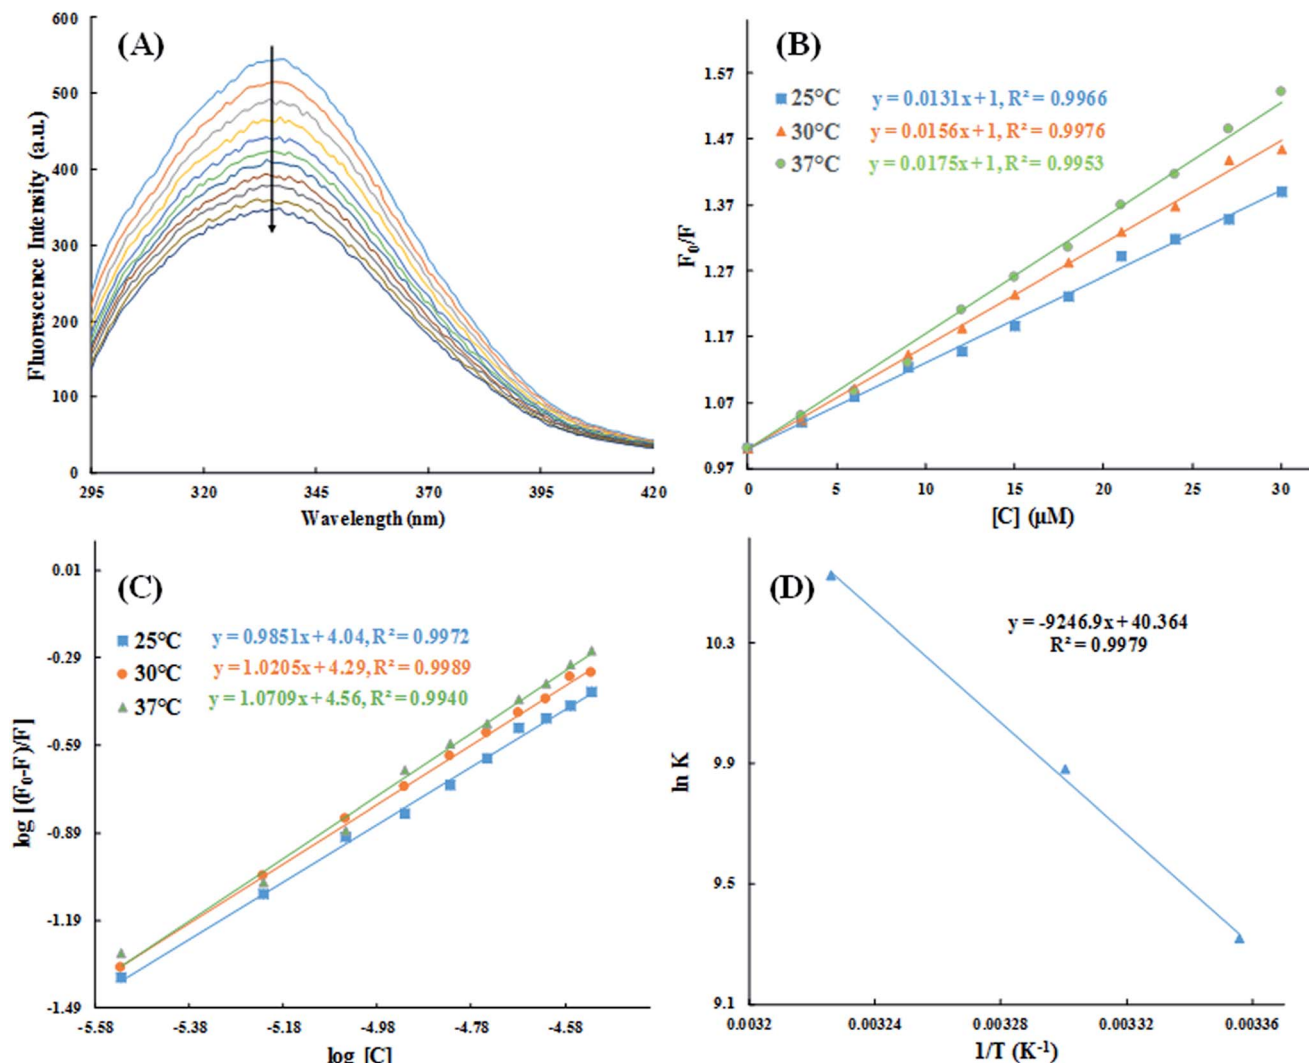 (A)
600
500
400
300
200
100
0
Fluorescence Intensity (a.u.)
295 320 345 370 395 420
Wavelength (nm)
(B)
25°C y = 0.0131x + 1, R² = 0.9966
30°C y = 0.0156x + 1, R² = 0.9976
37°C y = 0.0175x + 1, R² = 0.9953
1.57
1.47
1.37
1.27
1.17
1.07
0.97
F₀/F
0 5 10 15 20 25 30
[C] (μM)
(C)
25°C y = 0.9851x + 4.04, R² = 0.9972
30°C y = 1.0205x + 4.29, R² = 0.9989
37°C y = 1.0709x + 4.56, R² = 0.9940
0.01
-0.29
-0.59
-0.89
-1.19
-1.49
log [(F₀-F)/F]
-5.58 -5.38 -5.18 -4.98 -4.78 -4.58
log [C]
(D)
y = -9246.9x + 40.364
R² = 0.9979
10.3
9.9
9.5
9.1
ln K
0.0032 0.00324 0.00328 0.00332 0.00336
1/T (K⁻¹)